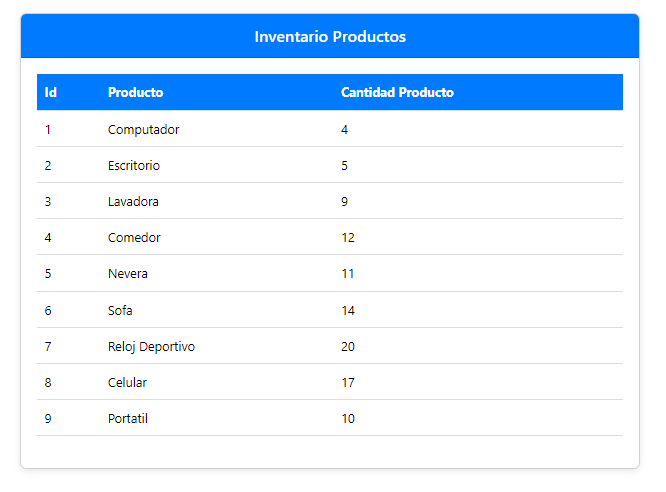 Inventario Productos
Id Producto Cantidad Producto
1 Computador 4
2 Escritorio 5
3 Lavadora 9
4 Comedor 12
5 Nevera 11
6 Sofa 14
7 Reloj Deportivo 20
8 Celular 17
9 Portatil 10